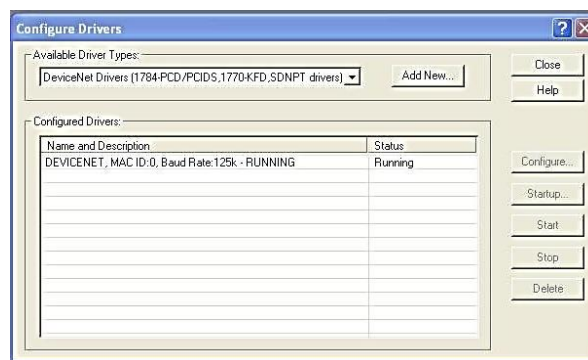 Configure Drivers
Available Driver Types:
DeviceNet Drivers (1784-PCD/PCIDS,1770-KFD,SDNPT drivers)
Add New...
Close
Help
Configured Drivers:
Name and Description Status
DEVICENET, MAC ID:0, Baud Rate:125k - RUNNING Running
Configure...
Startup...
Start
Stop
Delete